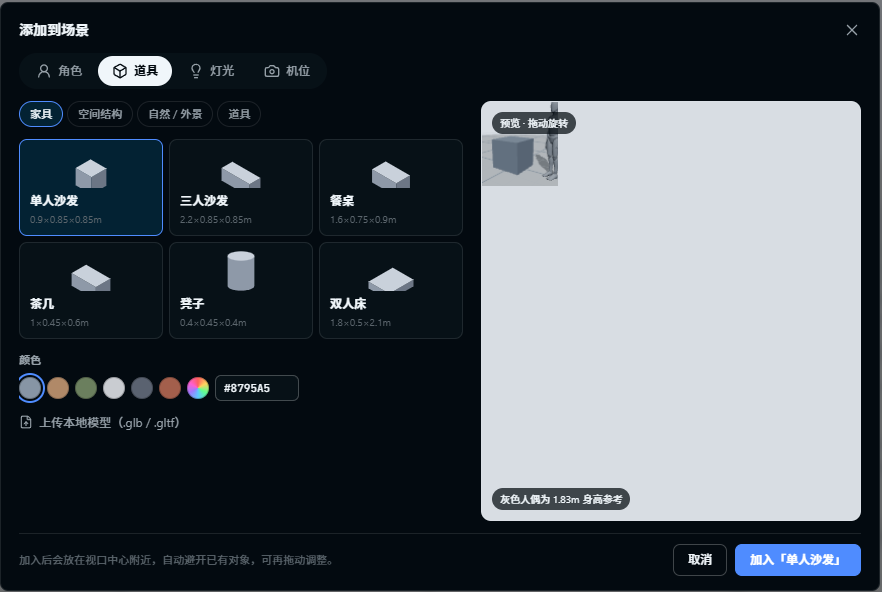 添加到场景
角色
道具
灯光
机位
家具
空间结构
自然 / 外景
道具
预览 · 拖动旋转
单人沙发
0.9×0.85×0.85m
三人沙发
2.2×0.85×0.85m
餐桌
1.6×0.75×0.9m
茶几
1×0.45×0.6m
凳子
0.4×0.45×0.4m
双人床
1.8×0.5×2.1m
颜色
#8795A5
上传本地模型（.glb / .gltf）
灰色人偶为 1.83m 身高参考
加入后会放在视口中心附近，自动避开已有对象，可再拖动调整。
取消
加入「单人沙发」